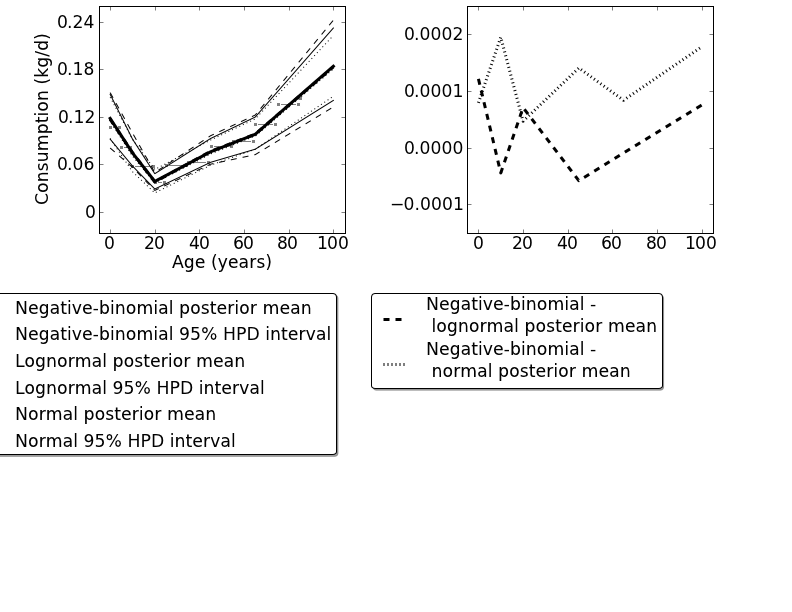 0.24
0.18
0.12
0.06
0
Consumption (kg/d)
0 20 40 60 80 100
Age (years)
0.0002
0.0001
0.0000
−0.0001
0 20 40 60 80 100
Negative-binomial posterior mean
Negative-binomial 95% HPD interval
Lognormal posterior mean
Lognormal 95% HPD interval
Normal posterior mean
Normal 95% HPD interval
Negative-binomial -
lognormal posterior mean
Negative-binomial -
normal posterior mean